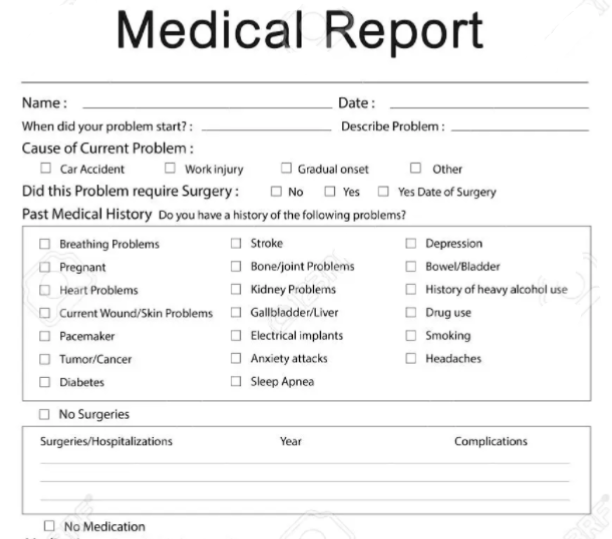 Medical Report
Name : Date :
When did your problem start? : Describe Problem :
Cause of Current Problem :
Car Accident Work injury Gradual onset Other
Did this Problem require Surgery : No Yes Yes Date of Surgery
Past Medical History Do you have a history of the following problems?
Breathing Problems Stroke Depression
Pregnant Bone/joint Problems Bowel/Bladder
Heart Problems Kidney Problems History of heavy alcohol use
Current Wound/Skin Problems Gallbladder/Liver Drug use
Pacemaker Electrical implants Smoking
Tumor/Cancer Anxiety attacks Headaches
Diabetes Sleep Apnea
No Surgeries
Surgeries/Hospitalizations Year Complications
No Medication